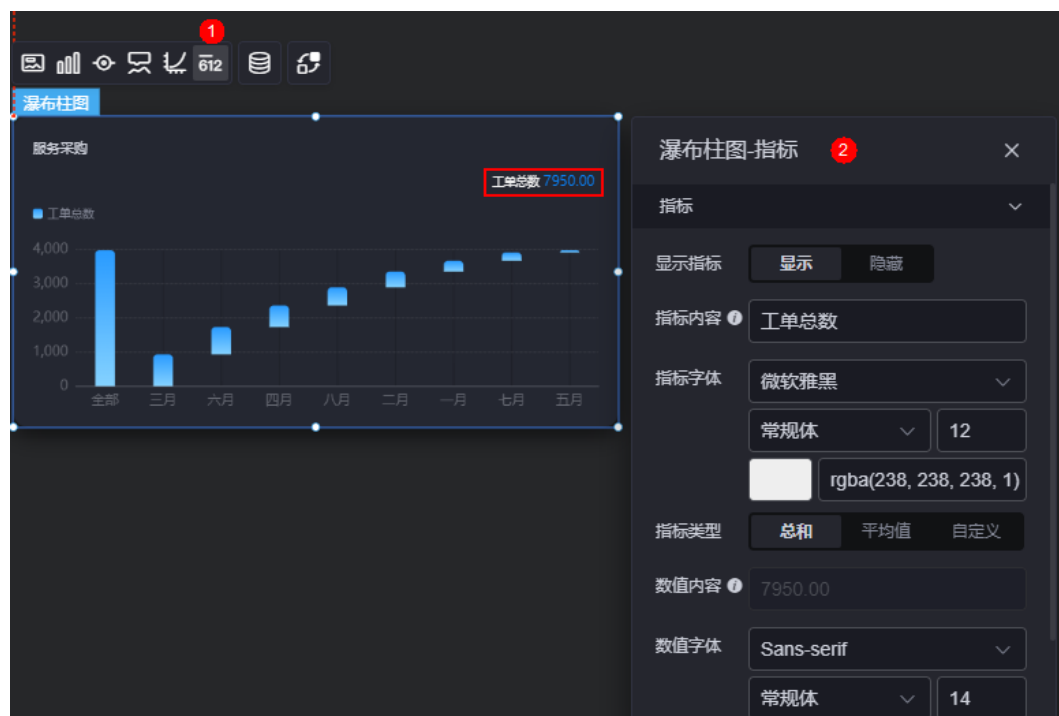 1
612
瀑布柱图
服务采购
工单总数 7950.00
工单总数
4,000
3,000
2,000
1,000
0
全部 三月 六月 四月 八月 二月 一月 七月 五月
瀑布柱图-指标 2
指标
显示指标 显示 隐藏
指标内容 工单总数
指标字体 微软雅黑
常规体 12
rgba(238, 238, 238, 1)
指标类型 总和 平均值 自定义
数值内容 7950.00
数值字体 Sans-serif
常规体 14